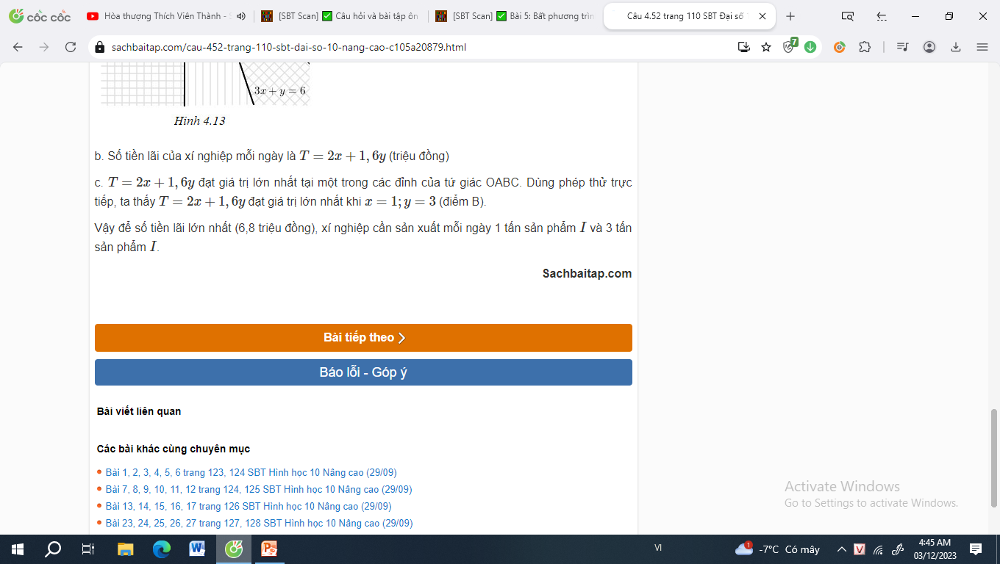 cốc cốc
Hòa thượng Thích Viên Thành - S
[SBT Scan] ✅ Câu hỏi và bài tập ôn
[SBT Scan] ✅ Bài 5: Bất phương trìn
Câu 4.52 trang 110 SBT Đại số
sachbaitap.com/cau-452-trang-110-sbt-dai-so-10-nang-cao-c105a20879.html
7
3x + y = 6
Hình 4.13
b. Số tiền lãi của xí nghiệp mỗi ngày là T = 2x + 1, 6y (triệu đồng)
c. T = 2x + 1, 6y đạt giá trị lớn nhất tại một trong các đỉnh của tứ giác OABC. Dùng phép thử trực
tiếp, ta thấy T = 2x + 1, 6y đạt giá trị lớn nhất khi x = 1; y = 3 (điểm B).
Vậy để số tiền lãi lớn nhất (6,8 triệu đồng), xí nghiệp cần sản xuất mỗi ngày 1 tấn sản phẩm I và 3 tấn
sản phẩm I.
Sachbaitap.com
Bài tiếp theo
Báo lỗi - Góp ý
Bài viết liên quan
Các bài khác cùng chuyên mục
Bài 1, 2, 3, 4, 5, 6 trang 123, 124 SBT Hình học 10 Nâng cao (29/09)
Bài 7, 8, 9, 10, 11, 12 trang 124, 125 SBT Hình học 10 Nâng cao (29/09)
Bài 13, 14, 15, 16, 17 trang 126 SBT Hình học 10 Nâng cao (29/09)
Bài 23, 24, 25, 26, 27 trang 127, 128 SBT Hình học 10 Nâng cao (29/09)
Activate Windows
Go to Settings to activate Windows.
VI
1
-7°C Có mây
V
4:45 AM
03/12/2023